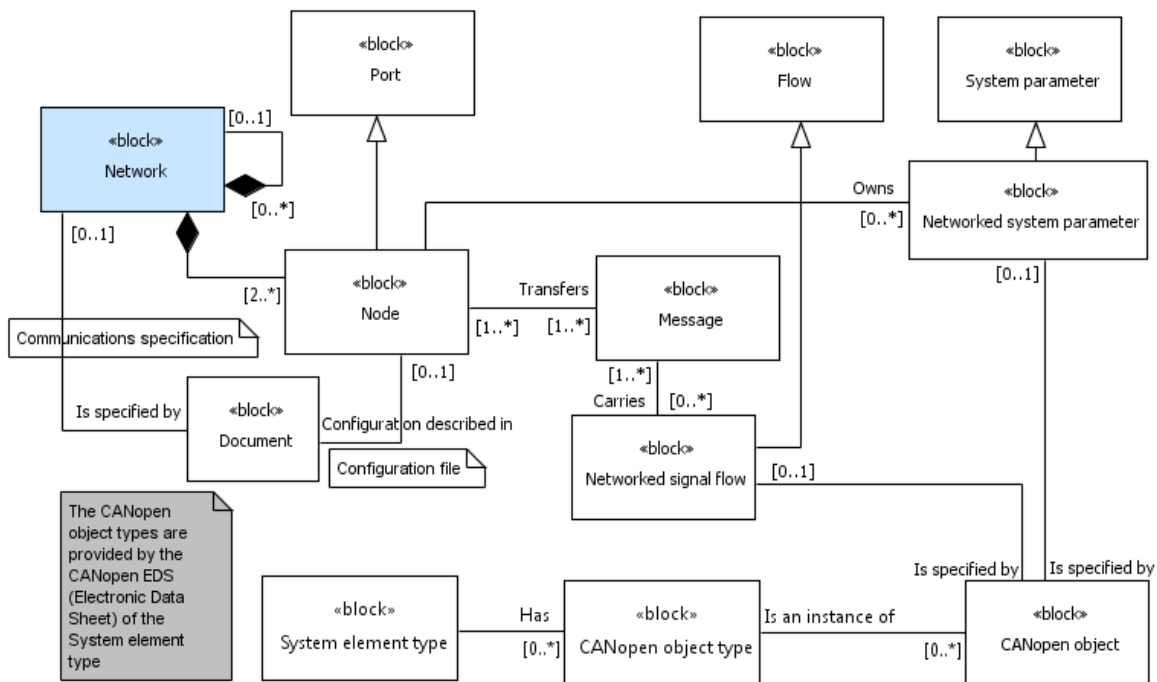 «block»
Port
«block»
Flow
«block»
System parameter
«block»
Network
[0..1]
[0..*]
[0..1]
Owns
[0..*]
«block»
Networked system parameter
[0..1]
[2..*]
«block»
Node
Transfers
[1..*]
[1..*]
«block»
Message
Communications specification
[0..1]
[1..*]
Carries
[0..*]
Is specified by
«block»
Document
Configuration described in
Configuration file
«block»
Networked signal flow
[0..1]
The CANopen
object types are
provided by the
CANopen EDS
(Electronic Data
Sheet) of the
System element
type
Is specified by
Is specified by
«block»
System element type
Has
[0..*]
«block»
CANopen object type
Is an instance of
[0..*]
«block»
CANopen object